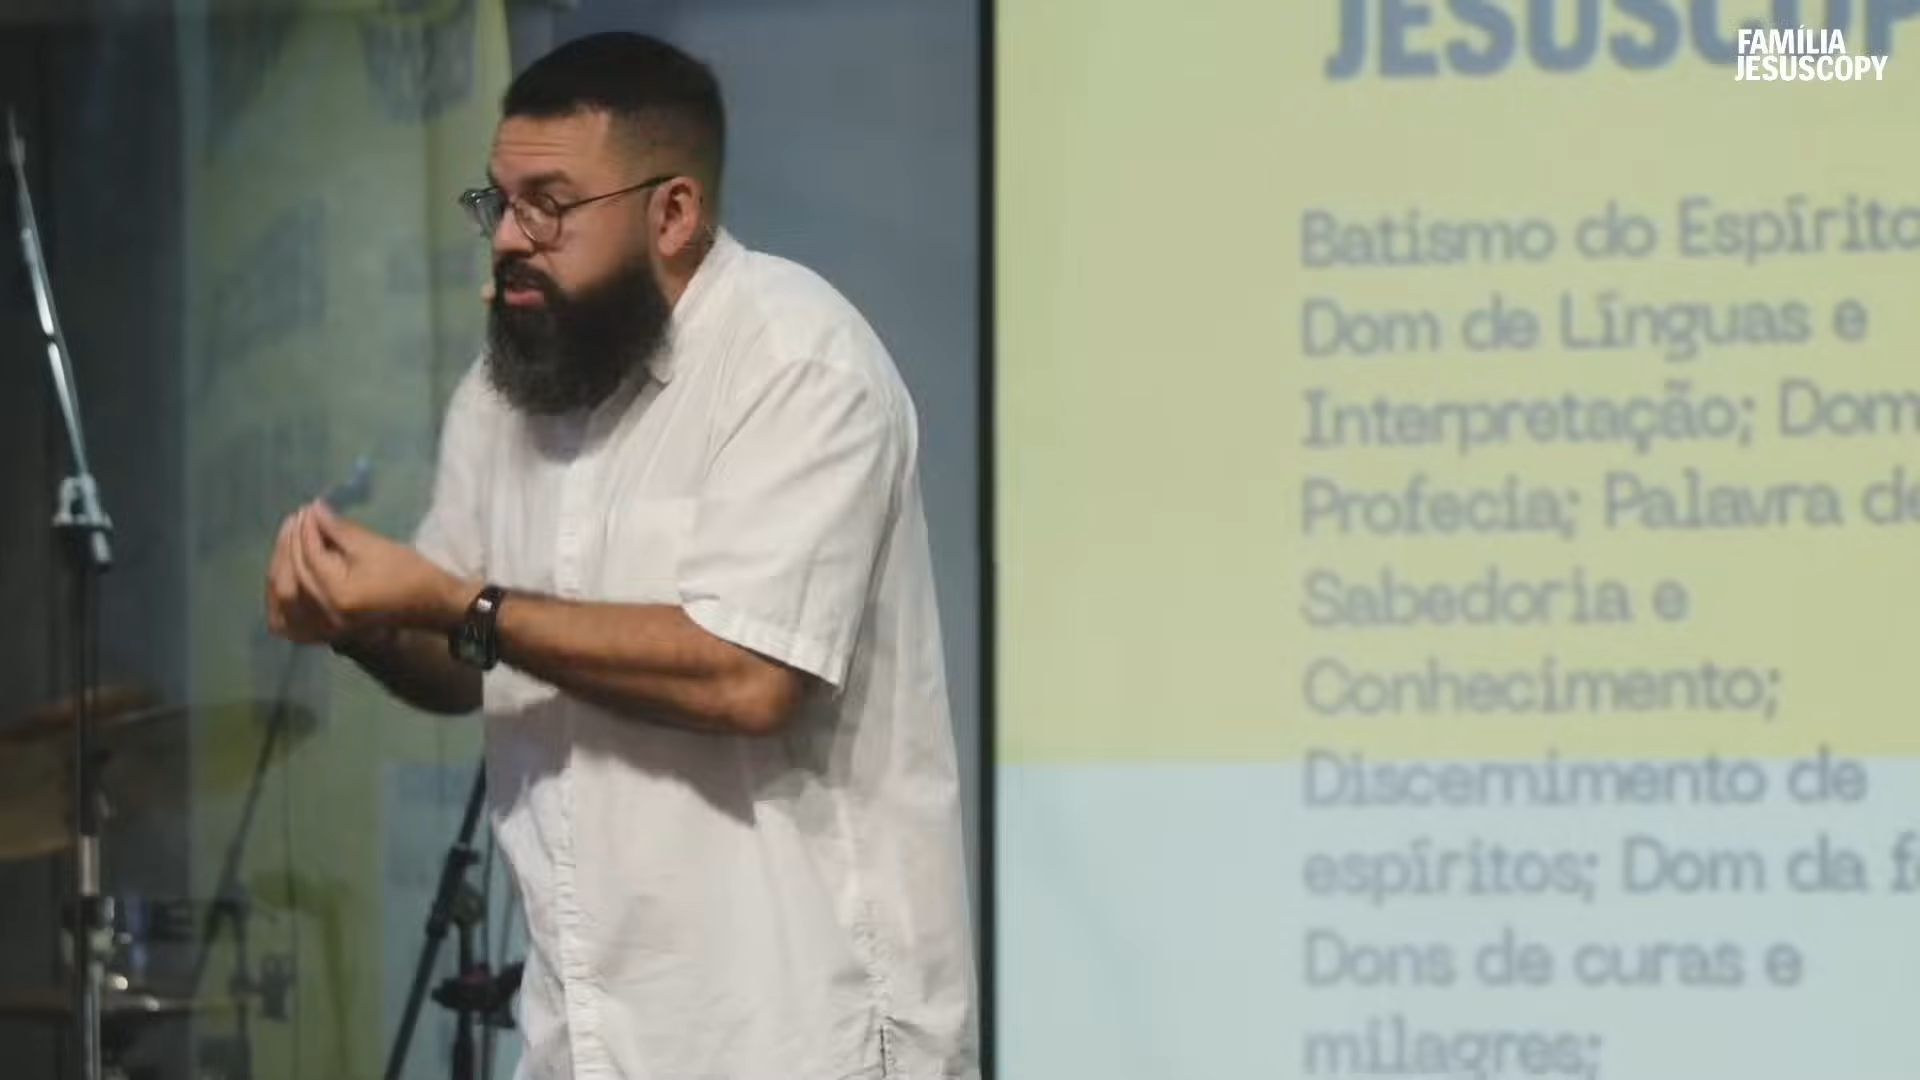 JESUSCOP
FAMÍLIA
JESUSCOPY
Batismo do Espírito
Dom de Línguas e
Interpretação; Dom
Profecia; Palavra de
Sabedoria e
Conhecimento;
Discernimento de
espíritos; Dom da f
Dons de curas e
milagres;